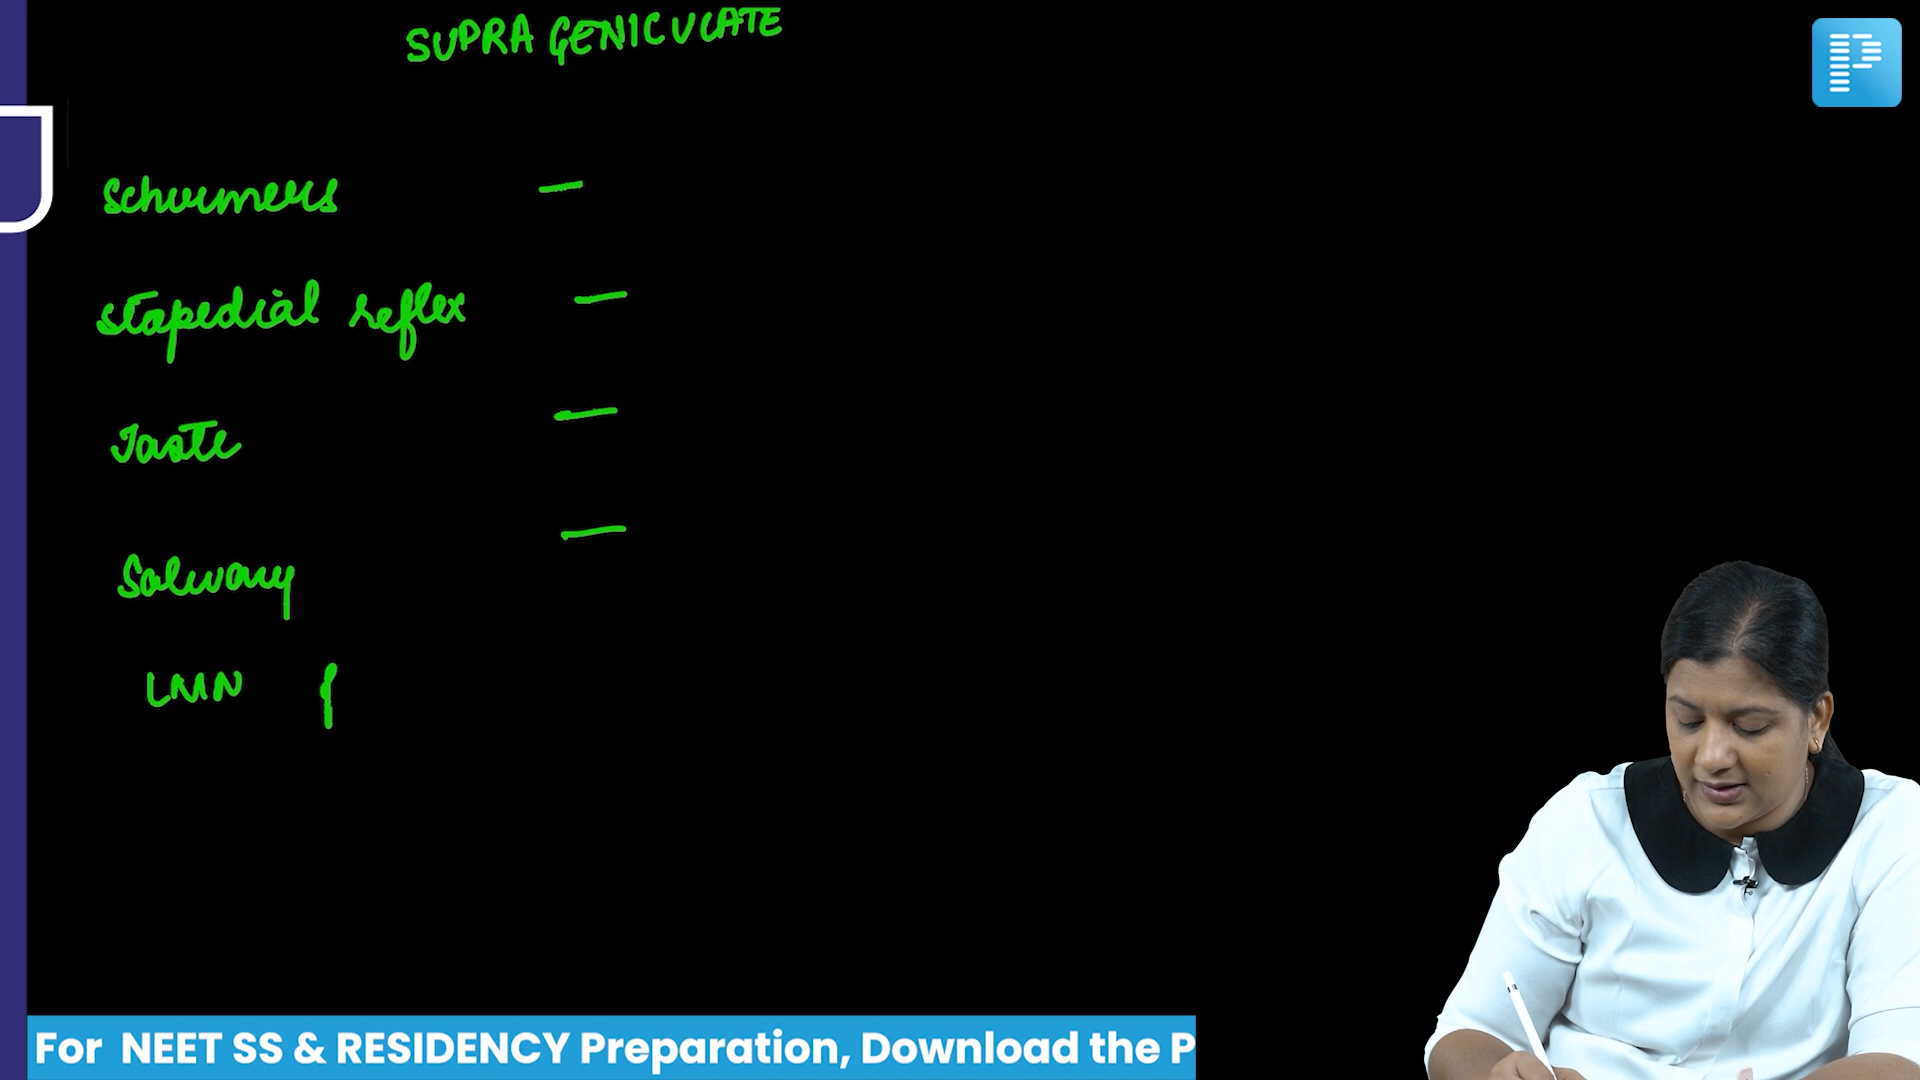 SUPRA GENICULATE
Schirmers —
Stapedial reflex —
Taste —
Salivary —
LMN
For NEET SS & RESIDENCY Preparation, Download the P